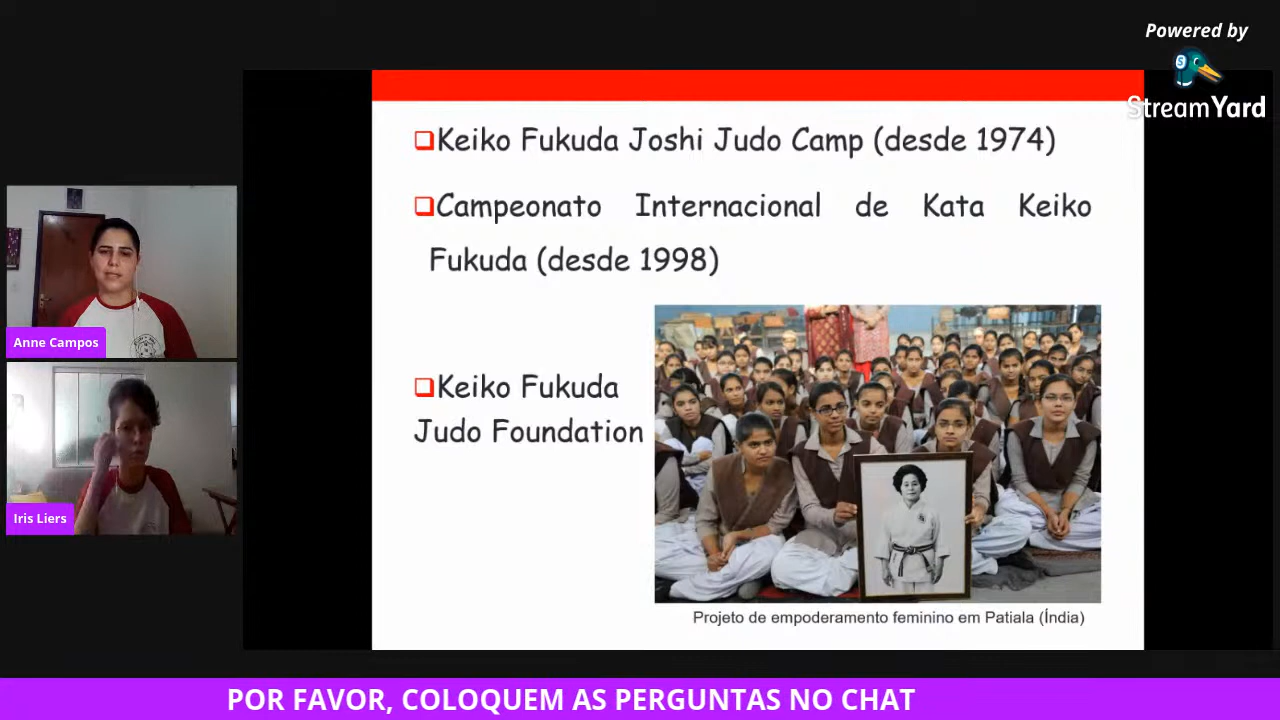 Powered by
StreamYard
Keiko Fukuda Joshi Judo Camp (desde 1974)
Campeonato Internacional de Kata Keiko
Fukuda (desde 1998)
Keiko Fukuda
Judo Foundation
Projeto de empoderamento feminino em Patiala (Índia)
Anne Campos
Iris Liers
POR FAVOR, COLOQUEM AS PERGUNTAS NO CHAT